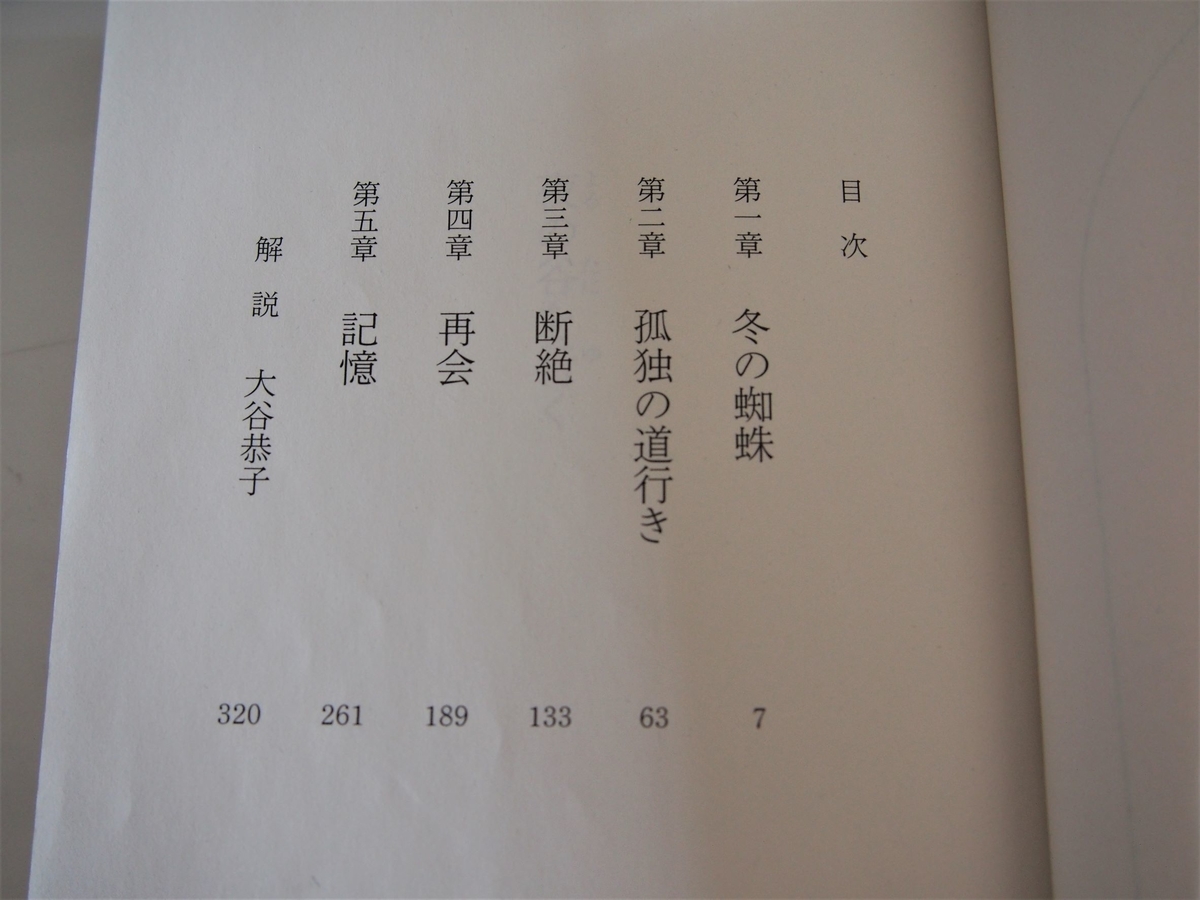 目次
第一章 冬の蜘蛛 7
第二章 孤独の道行き 63
第三章 断絶 133
第四章 再会 189
第五章 記憶 261
解説 大谷恭子 320